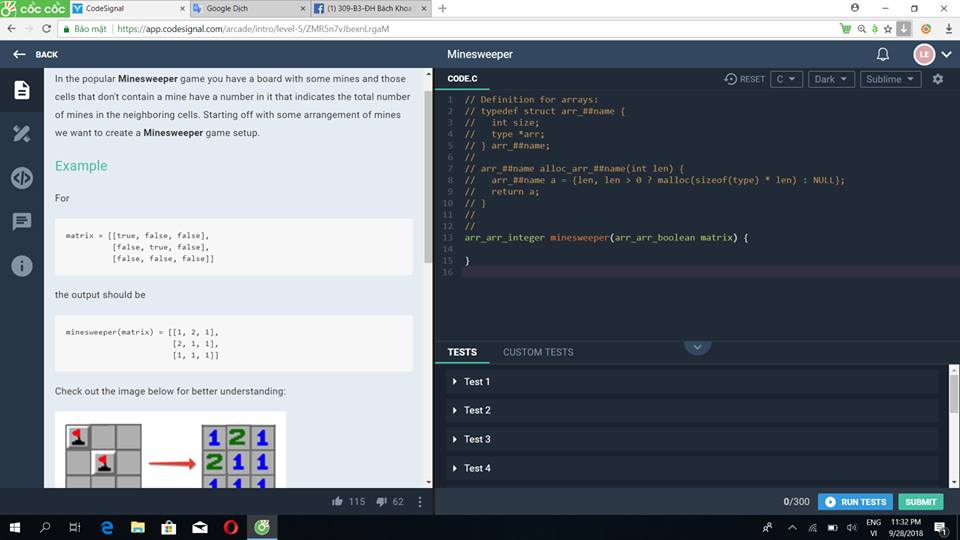 cốc cốc
CodeSignal
Google Dịch
(1) 309-B3-ĐH Bách Khoa
Bảo mật
https://app.codesignal.com/arcade/intro/level-5/ZMR5n7vJbexnLrgaM
BACK
Minesweeper
LE
In the popular Minesweeper game you have a board with some mines and those
cells that don't contain a mine have a number in it that indicates the total number
of mines in the neighboring cells. Starting off with some arrangement of mines
we want to create a Minesweeper game setup.
Example
For
matrix = [[true, false, false],
[false, true, false],
[false, false, false]]
the output should be
minesweeper(matrix) = [[1, 2, 1],
[2, 1, 1],
[1, 1, 1]]
Check out the image below for better understanding:
1 2 1
2 1 1
1 1 1
115
62
CODE.C
RESET
C
Dark
Sublime
1 // Definition for arrays:
2 // typedef struct arr_##name {
3 // int size;
4 // type *arr;
5 // } arr_##name;
6 //
7 // arr_##name alloc_arr_##name(int len) {
8 // arr_##name a = {len, len > 0 ? malloc(sizeof(type) * len) : NULL};
9 // return a;
10 // }
11 //
12 //
13 arr_arr_integer minesweeper(arr_arr_boolean matrix) {
14
15 }
16
TESTS
CUSTOM TESTS
Test 1
Test 2
Test 3
Test 4
0/300
RUN TESTS
SUBMIT
ENG
VI
11:32 PM
9/28/2018
1